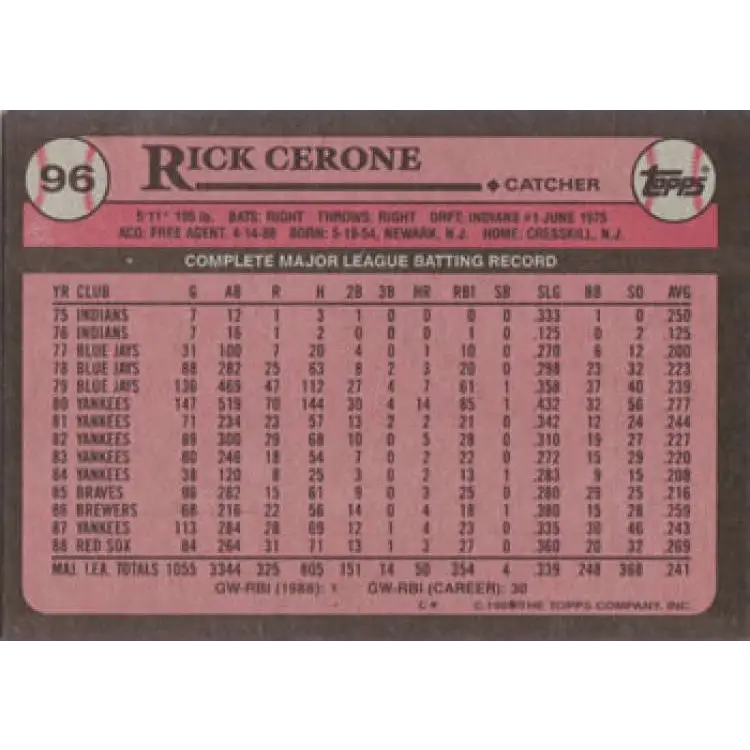 96
RICK CERONE
CATCHER
TOPPS
5'11" 195 lb. BATS: RIGHT THROWS: RIGHT DRFT: INDIANS #1 JUNE 1975
ACQ: FREE AGENT, 4-14-88 BORN: 5-19-54, NEWARK, N.J. HOME: CRESSKILL, N.J.
COMPLETE MAJOR LEAGUE BATTING RECORD
YR CLUB G AB R H 2B 3B HR RBI SB SLG BB SO AVG
75 INDIANS 7 12 1 3 1 0 0 0 0 .333 1 0 .250
76 INDIANS 7 16 1 2 0 0 0 1 0 .125 0 2 .125
77 BLUE JAYS 31 100 7 20 4 0 1 10 0 .270 6 12 .200
78 BLUE JAYS 88 282 25 63 8 2 3 20 0 .298 23 32 .223
79 BLUE JAYS 136 469 47 112 27 4 7 61 1 .358 37 40 .239
80 YANKEES 147 519 70 144 30 4 14 85 1 .432 32 56 .277
81 YANKEES 71 234 23 57 13 2 2 21 0 .342 12 24 .244
82 YANKEES 89 300 29 68 10 0 5 28 0 .310 19 27 .227
83 YANKEES 80 246 18 54 7 0 2 22 0 .272 15 29 .220
84 YANKEES 38 120 8 25 3 0 2 13 1 .283 9 15 .208
85 BRAVES 96 282 15 61 9 0 3 25 0 .280 29 25 .216
86 BREWERS 68 216 22 56 14 0 4 18 1 .380 15 28 .259
87 YANKEES 113 284 28 69 12 1 4 23 0 .335 30 46 .243
88 RED SOX 84 264 31 71 13 1 3 27 0 .360 20 32 .269
MAJ. LEA. TOTALS 1055 3344 325 805 151 14 50 354 4 .339 248 368 .241
GW-RBI (1988): 1 GW-RBI (CAREER): 30
© THE TOPPS COMPANY, INC.